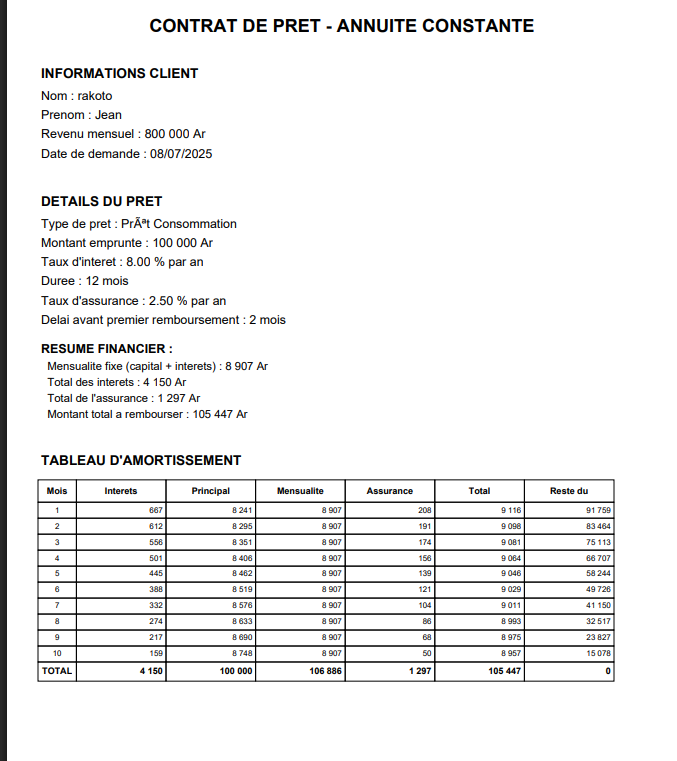 CONTRAT DE PRET - ANNUITE CONSTANTE
INFORMATIONS CLIENT
Nom : rakoto
Prenom : Jean
Revenu mensuel : 800 000 Ar
Date de demande : 08/07/2025
DETAILS DU PRET
Type de pret : PrÃªt Consommation
Montant emprunte : 100 000 Ar
Taux d'interet : 8.00 % par an
Duree : 12 mois
Taux d'assurance : 2.50 % par an
Delai avant premier remboursement : 2 mois
RESUME FINANCIER :
Mensualite fixe (capital + interets) : 8 907 Ar
Total des interets : 4 150 Ar
Total de l'assurance : 1 297 Ar
Montant total a rembourser : 105 447 Ar
TABLEAU D'AMORTISSEMENT
Mois Interets Principal Mensualite Assurance Total Reste du
1 667 8 241 8 907 208 9 116 91 759
2 612 8 295 8 907 191 9 098 83 464
3 556 8 351 8 907 174 9 081 75 113
4 501 8 406 8 907 156 9 064 66 707
5 445 8 462 8 907 139 9 046 58 244
6 388 8 519 8 907 121 9 029 49 726
7 332 8 576 8 907 104 9 011 41 150
8 274 8 633 8 907 86 8 993 32 517
9 217 8 690 8 907 68 8 975 23 827
10 159 8 748 8 907 50 8 957 15 078
TOTAL 4 150 100 000 106 886 1 297 105 447 0